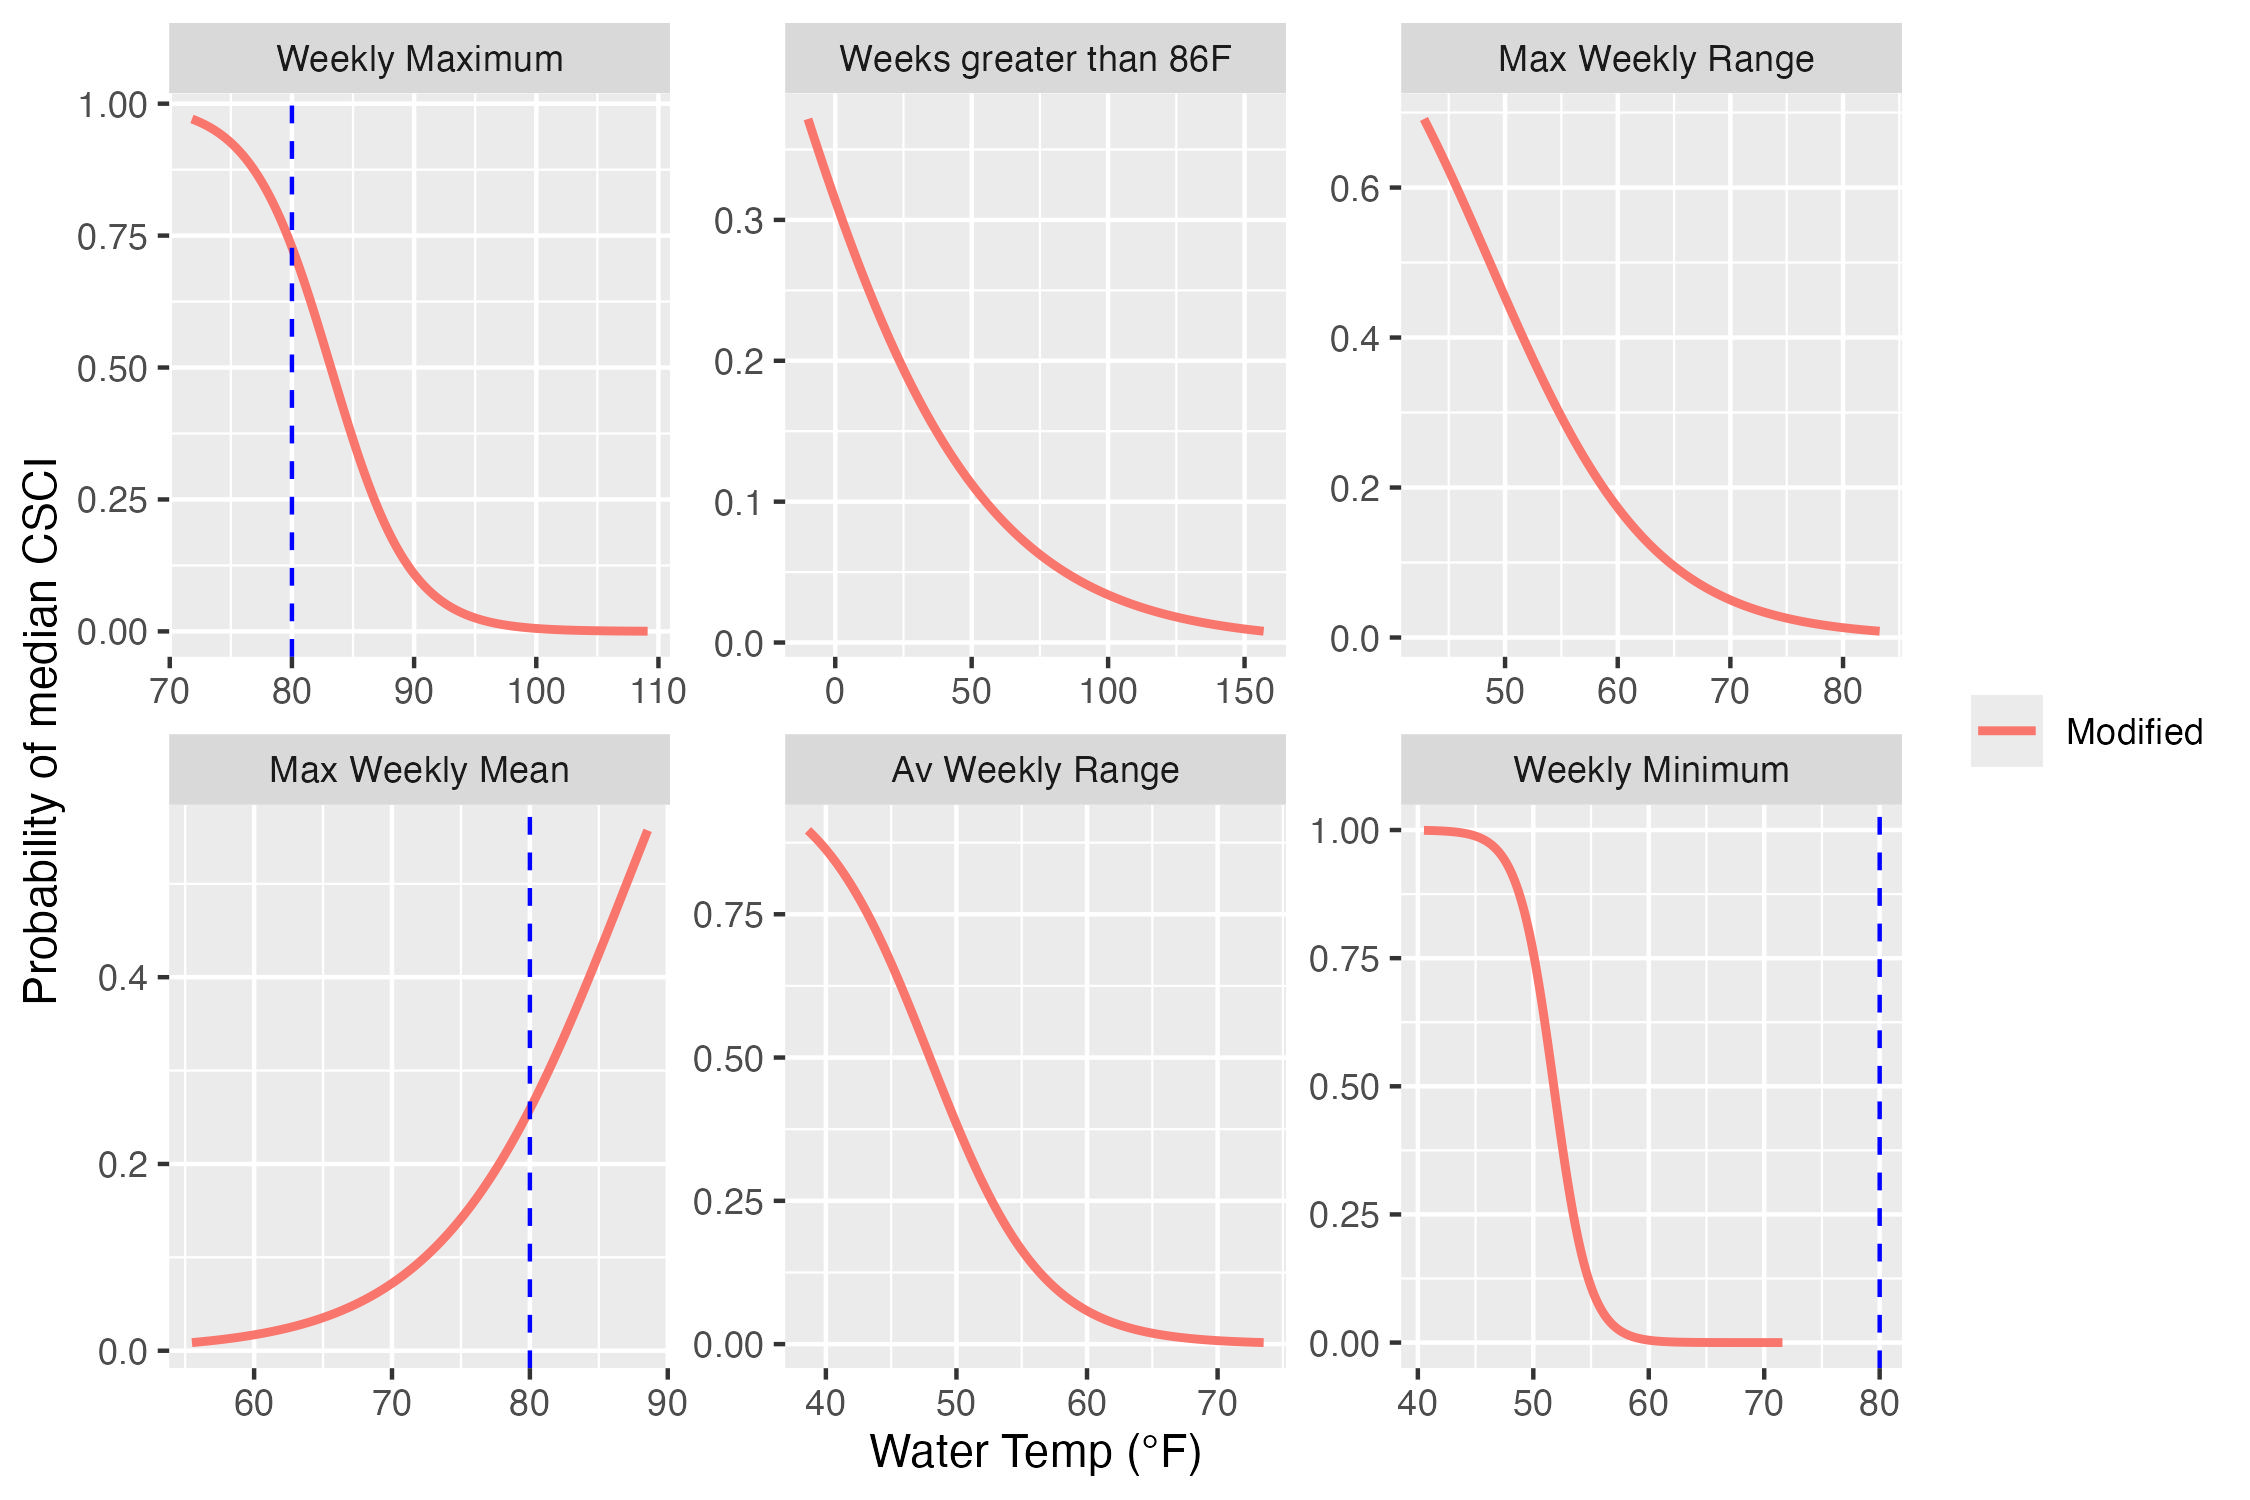 Weekly Maximum
Weeks greater than 86F
Max Weekly Range
1.00
0.75
0.50
0.25
0.00
70 80 90 100 110
0.3
0.2
0.1
0.0
0 50 100 150
0.6
0.4
0.2
0.0
50 60 70 80
Max Weekly Mean
Av Weekly Range
Weekly Minimum
0.4
0.2
0.0
60 70 80 90
0.75
0.50
0.25
0.00
40 50 60 70
1.00
0.75
0.50
0.25
0.00
40 50 60 70 80
Probability of median CSCI
Water Temp (°F)
Modified